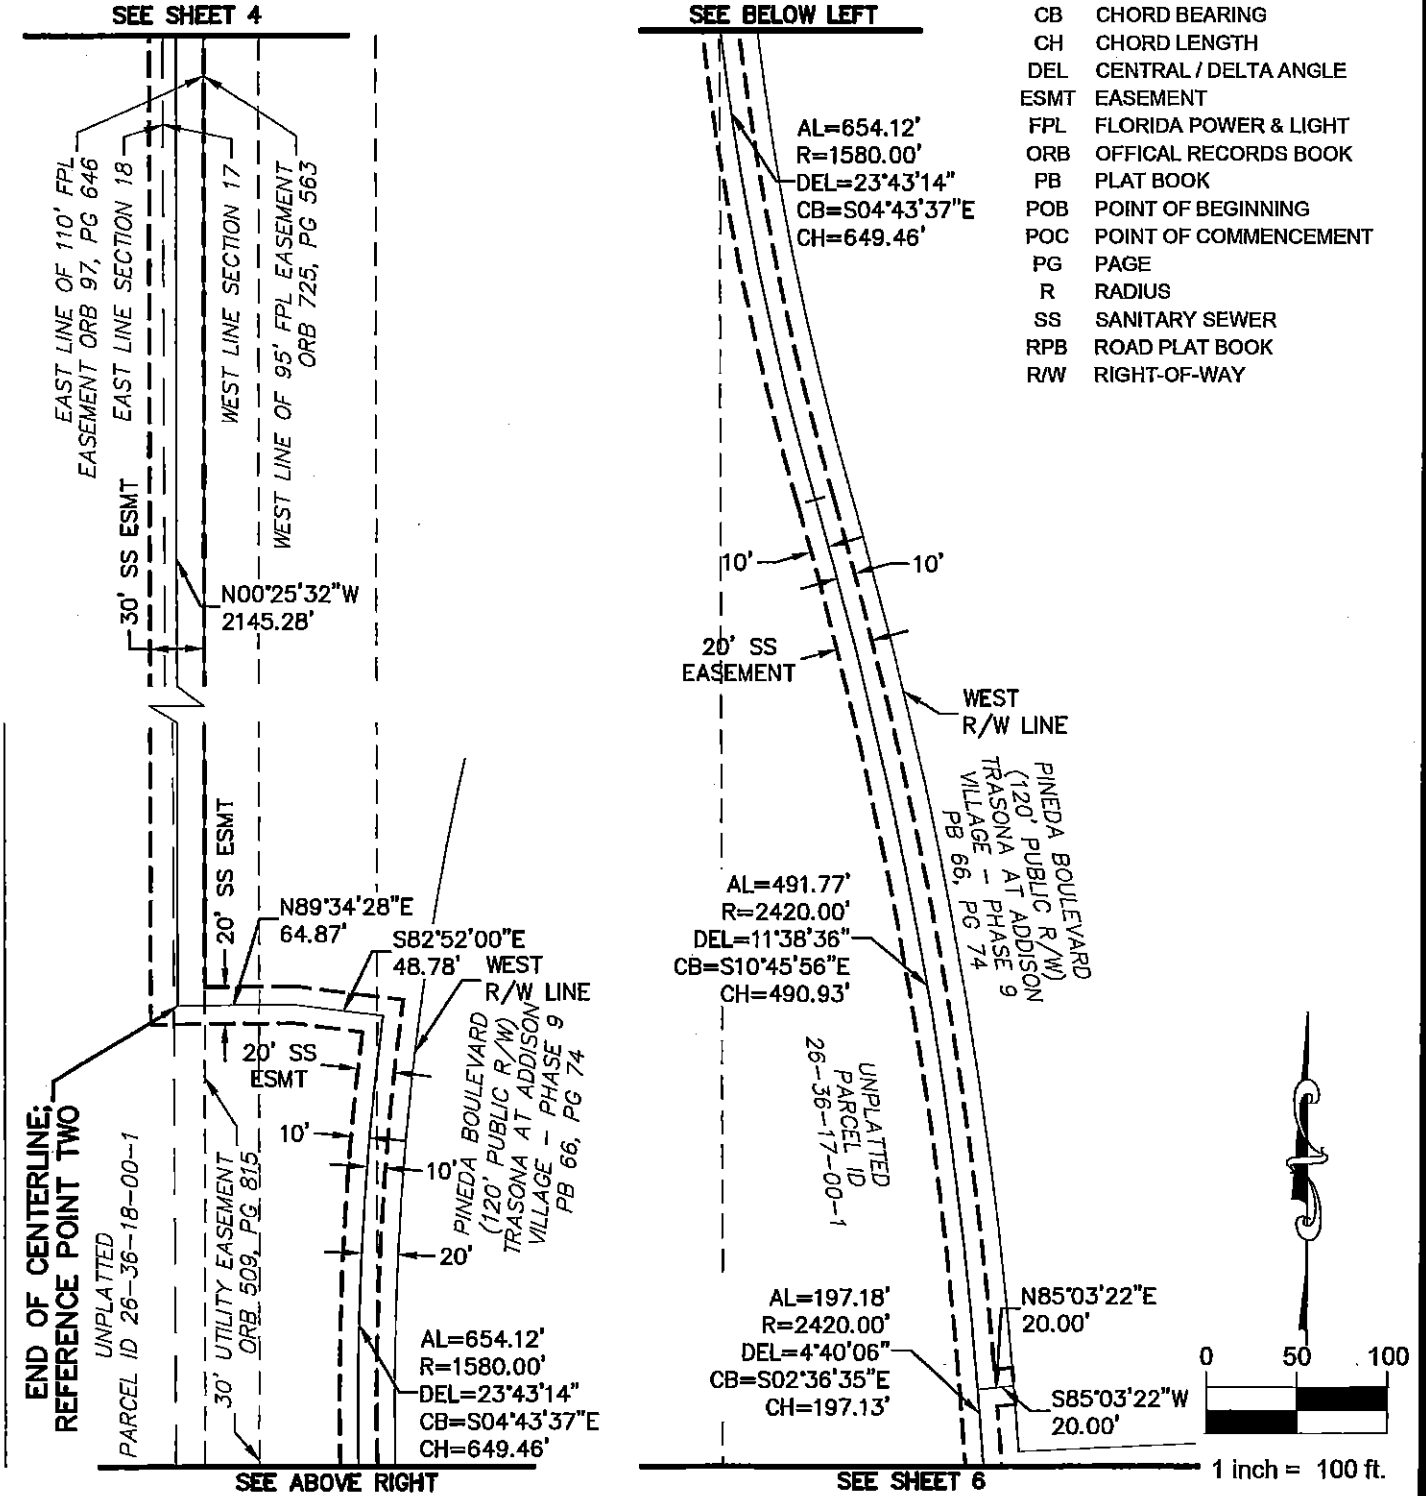 SEE SHEET 4
EAST LINE OF 110' FPL
EASEMENT ORB 97, PG 646
EAST LINE SECTION 18
WEST LINE SECTION 17
WEST LINE OF 95' FPL EASEMENT
ORB 725, PG 563
30' SS ESMT
N00°25'32"W
2145.28'
20' SS ESMT
N89°34'28"E
64.87'
S82°52'00"E
48.78'
WEST
R/W LINE
20' SS
ESMT
10'
10'
20'
PINEDA BOULEVARD
(120' PUBLIC R/W)
TRASONA AT ADDISON
VILLAGE - PHASE 9
PB 66, PG 74
END OF CENTERLINE;
REFERENCE POINT TWO
UNPLATTED
PARCEL ID 26-36-18-00-1
30' UTILITY EASEMENT
ORB 509, PG 815
AL=654.12'
R=1580.00'
DEL=23°43'14"
CB=S04°43'37"E
CH=649.46'
SEE ABOVE RIGHT
SEE BELOW LEFT
AL=654.12'
R=1580.00'
DEL=23°43'14"
CB=S04°43'37"E
CH=649.46'
10'
10'
20' SS
EASEMENT
WEST
R/W LINE
PINEDA BOULEVARD
(120' PUBLIC R/W)
TRASONA AT ADDISON
VILLAGE - PHASE 9
PB 66, PG 74
AL=491.77'
R=2420.00'
DEL=11°38'36"
CB=S10°45'56"E
CH=490.93'
UNPLATTED
PARCEL ID
26-36-17-00-1
AL=197.18'
R=2420.00'
DEL=4°40'06"
CB=S02°36'35"E
CH=197.13'
N85°03'22"E
20.00'
S85°03'22"W
20.00'
SEE SHEET 6
CB CHORD BEARING
CH CHORD LENGTH
DEL CENTRAL / DELTA ANGLE
ESMT EASEMENT
FPL FLORIDA POWER & LIGHT
ORB OFFICAL RECORDS BOOK
PB PLAT BOOK
POB POINT OF BEGINNING
POC POINT OF COMMENCEMENT
PG PAGE
R RADIUS
SS SANITARY SEWER
RPB ROAD PLAT BOOK
R/W RIGHT-OF-WAY
0 50 100
1 inch = 100 ft.